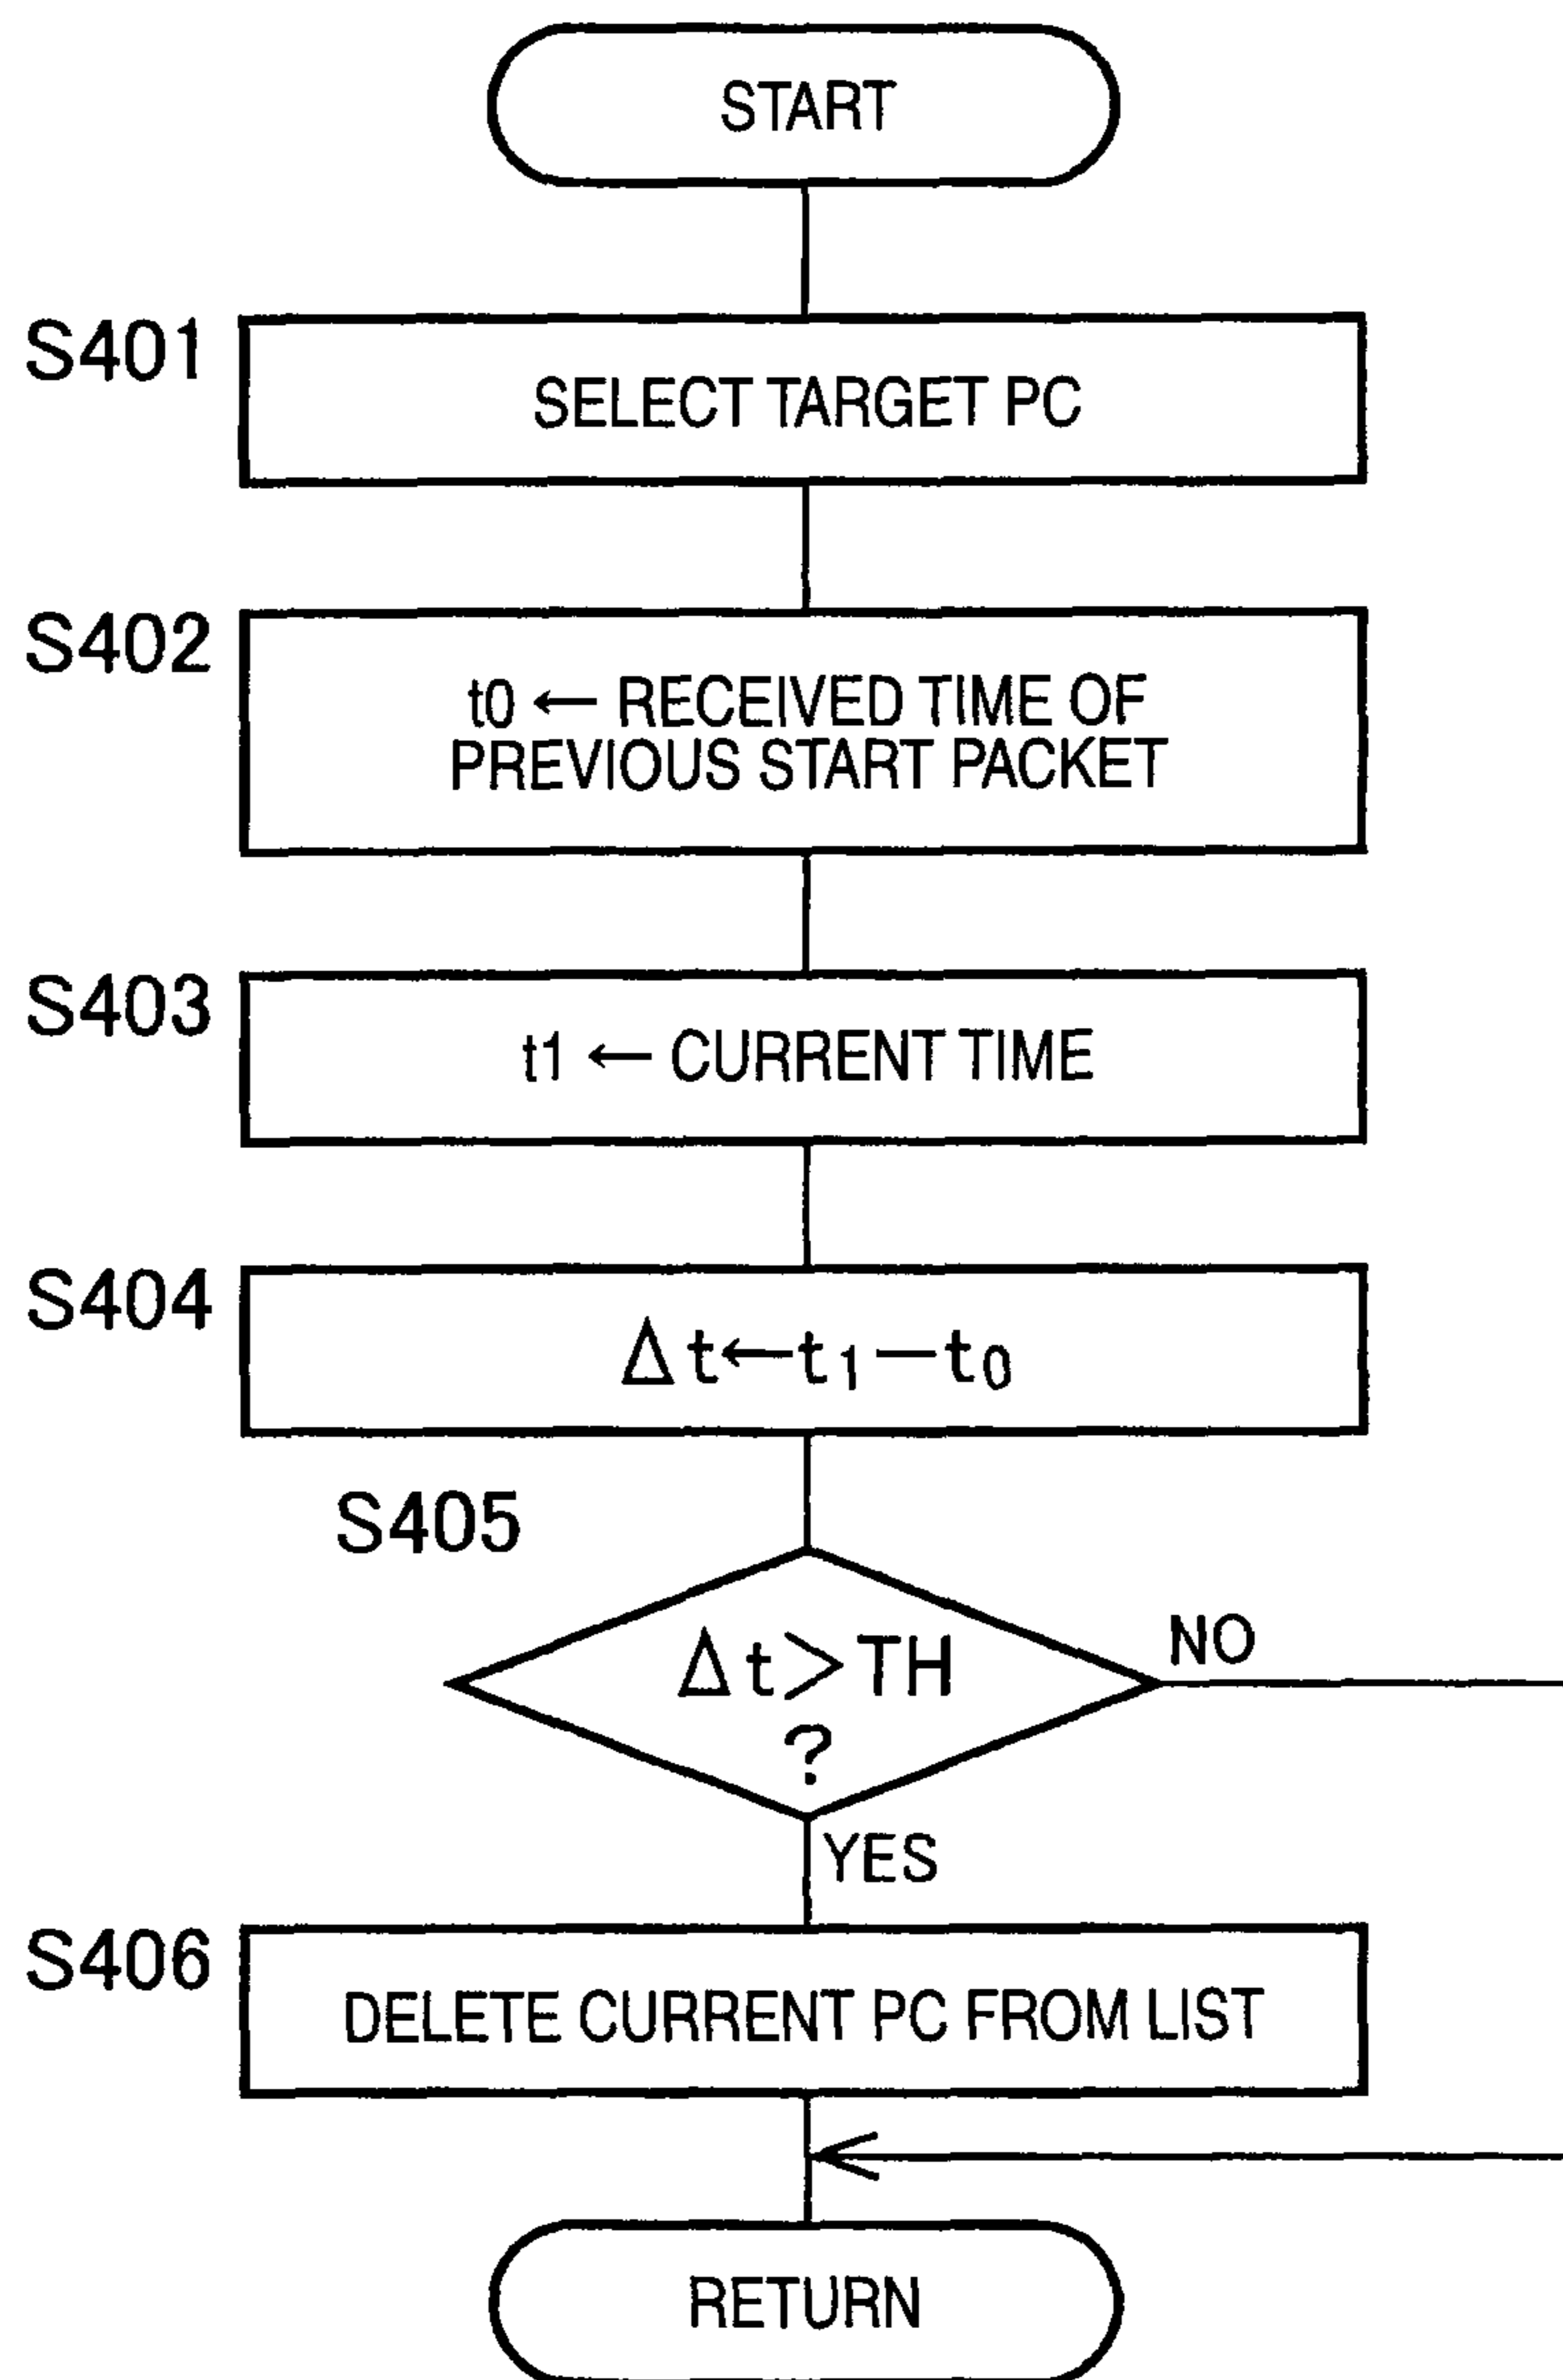 START
S401
SELECT TARGET PC
S402
t0 ← RECEIVED TIME OF
PREVIOUS START PACKET
S403
t1 ← CURRENT TIME
S404
Δt←t1−t0
S405
Δt>TH
?
NO
YES
S406
DELETE CURRENT PC FROM LIST
RETURN